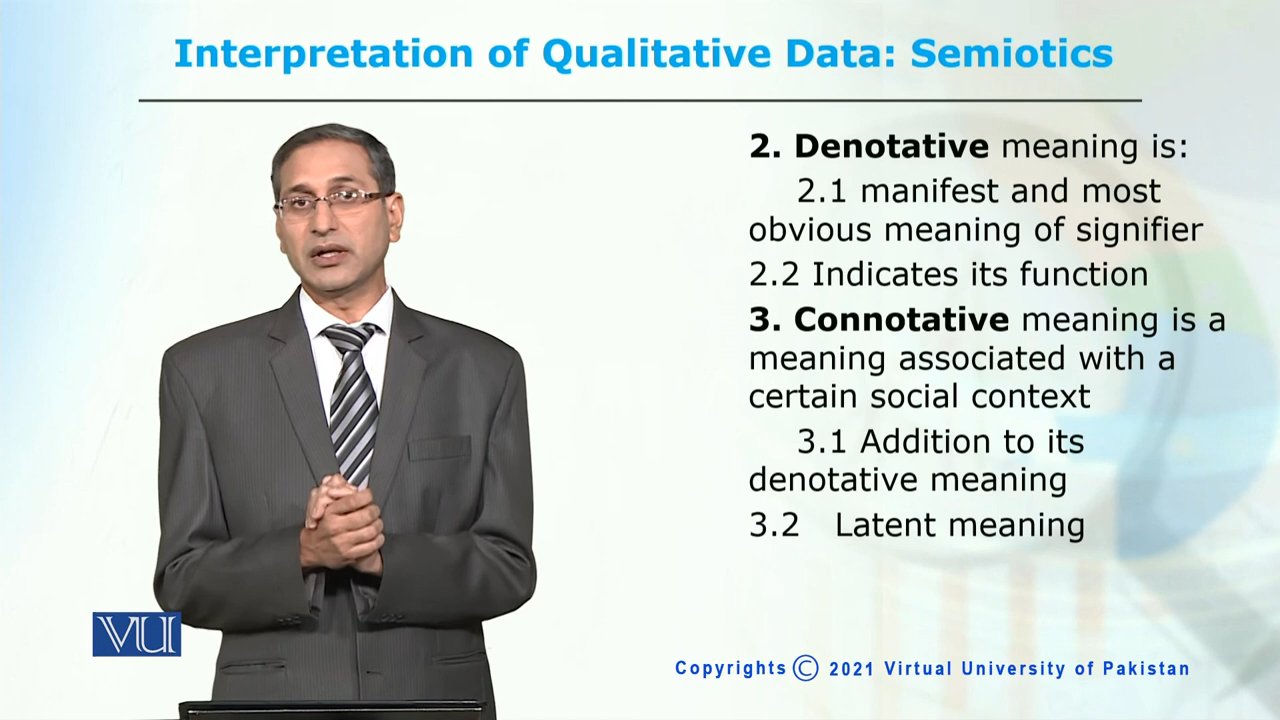 Interpretation of Qualitative Data: Semiotics
2. Denotative meaning is:
2.1 manifest and most
obvious meaning of signifier
2.2 Indicates its function
3. Connotative meaning is a
meaning associated with a
certain social context
3.1 Addition to its
denotative meaning
3.2 Latent meaning
VU
Copyrights © 2021 Virtual University of Pakistan